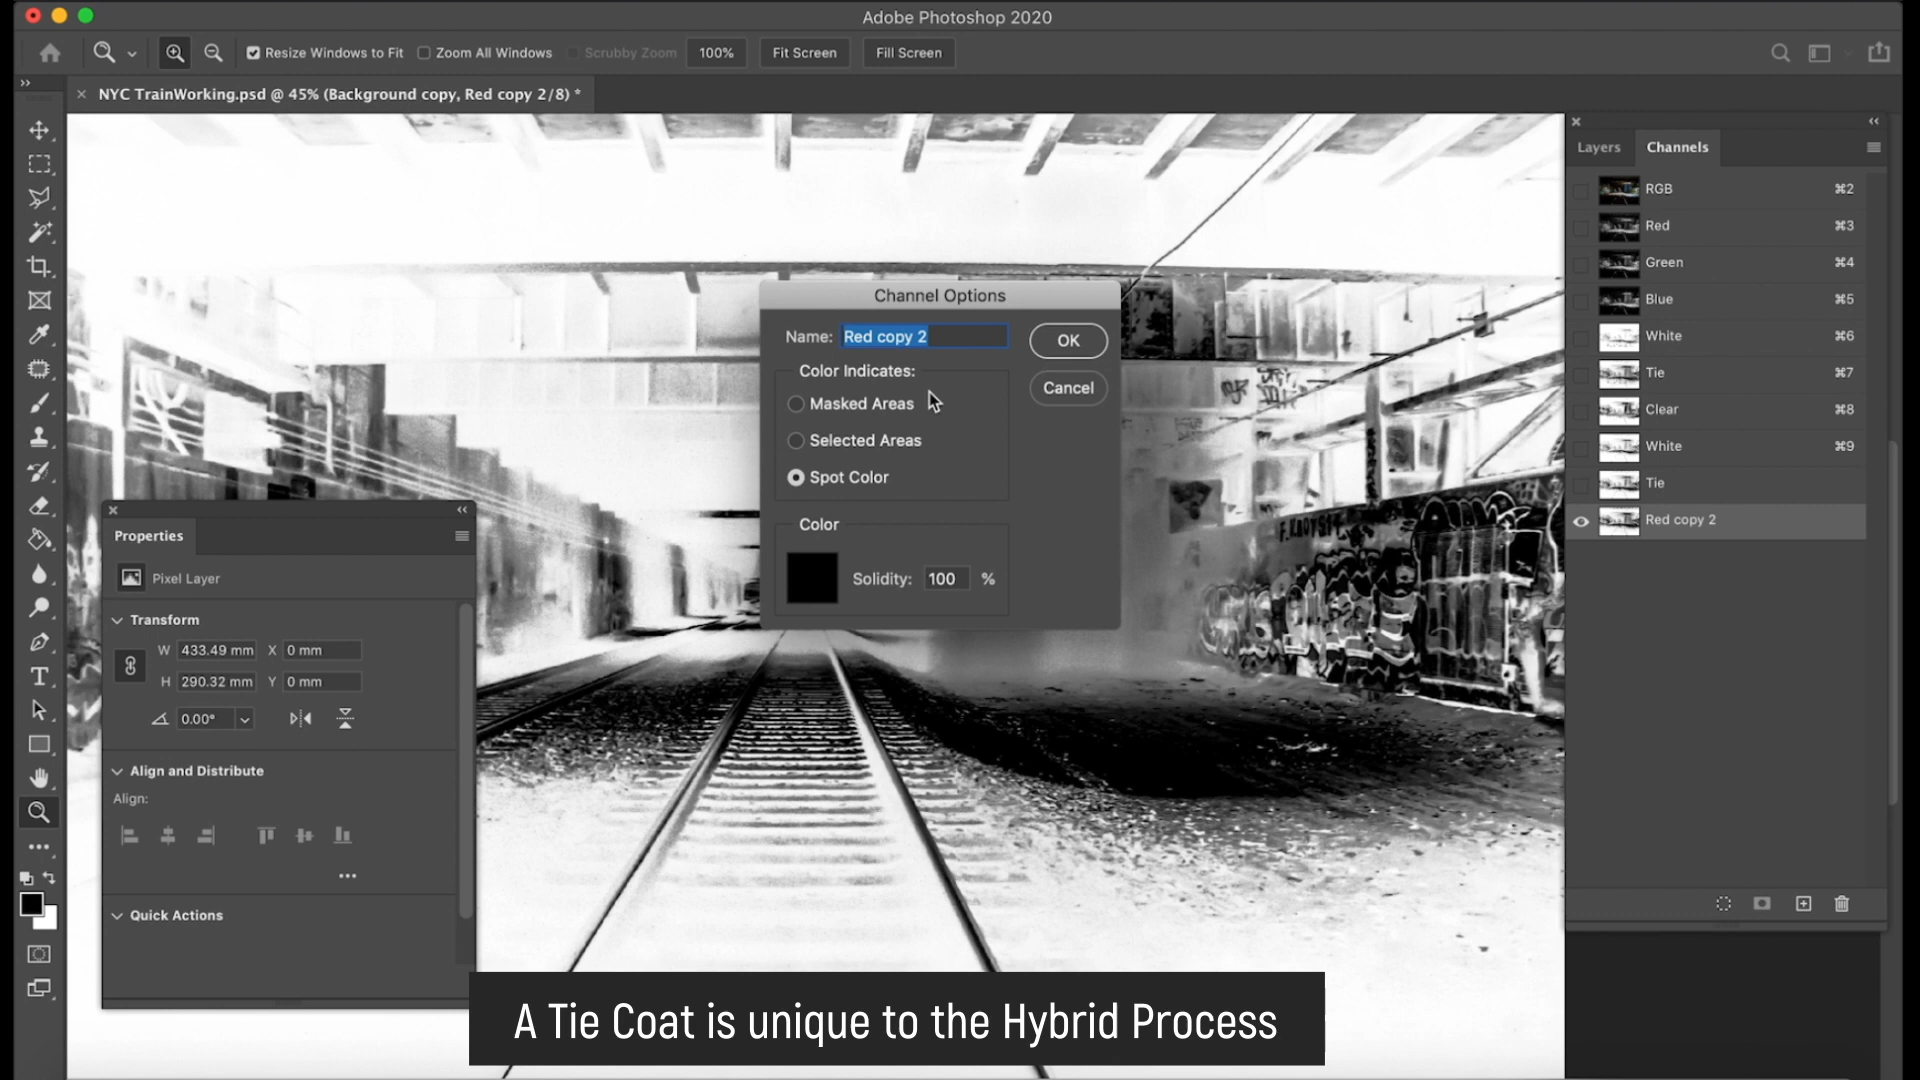 Adobe Photoshop 2020
Resize Windows to Fit
Zoom All Windows
Scrubby Zoom
100%
Fit Screen
Fill Screen
NYC TrainWorking.psd @ 45% (Background copy, Red copy 2/8) *
Layers
Channels
RGB ⌘2
Red ⌘3
Green ⌘4
Blue ⌘5
White ⌘6
Tie ⌘7
Clear ⌘8
White ⌘9
Tie
Red copy 2
Channel Options
Name: Red copy 2
OK
Color Indicates:
Cancel
Masked Areas
Selected Areas
Spot Color
Color
Solidity: 100 %
Properties
Pixel Layer
Transform
W 433.49 mm X 0 mm
H 290.32 mm Y 0 mm
0.00°
Align and Distribute
Align:
Quick Actions
A Tie Coat is unique to the Hybrid Process